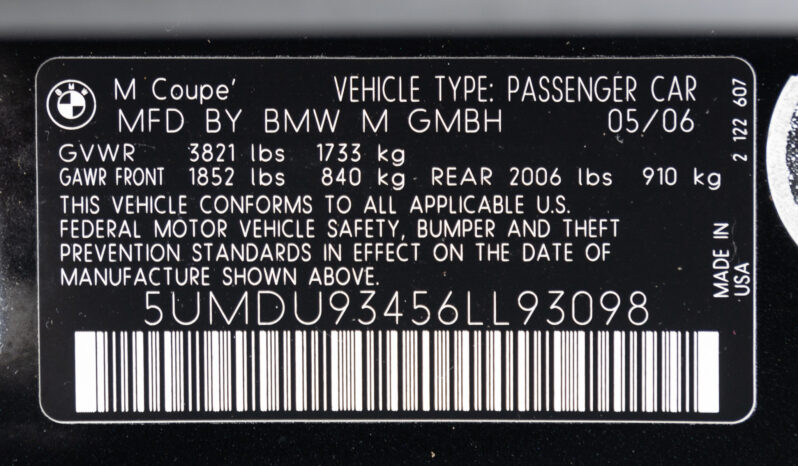 BMW
M Coupe' VEHICLE TYPE: PASSENGER CAR
MFD BY BMW M GMBH 05/06
GVWR 3821 lbs 1733 kg
GAWR FRONT 1852 lbs 840 kg REAR 2006 lbs 910 kg
THIS VEHICLE CONFORMS TO ALL APPLICABLE U.S.
FEDERAL MOTOR VEHICLE SAFETY, BUMPER AND THEFT
PREVENTION STANDARDS IN EFFECT ON THE DATE OF
MANUFACTURE SHOWN ABOVE.
5UMDU93456LL93098
2 122 607
MADE IN
USA